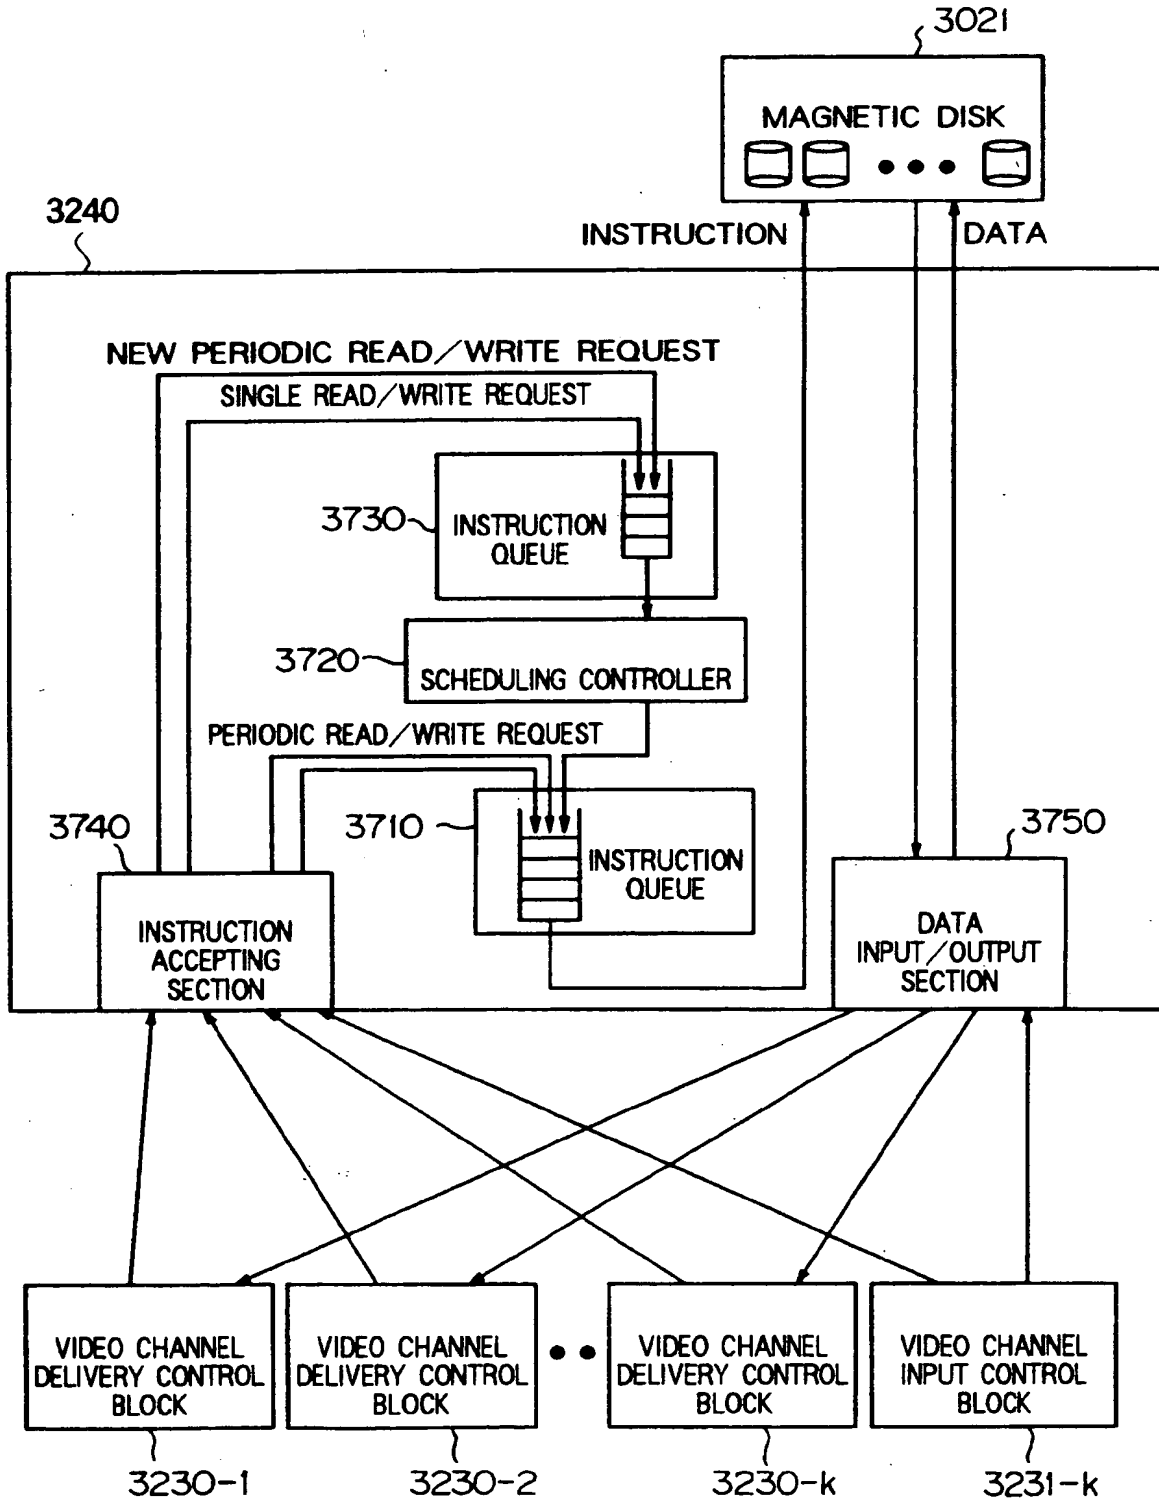 3021
MAGNETIC DISK
3240
INSTRUCTION
DATA
NEW PERIODIC READ/WRITE REQUEST
SINGLE READ/WRITE REQUEST
3730
INSTRUCTION
QUEUE
3720
SCHEDULING CONTROLLER
PERIODIC READ/WRITE REQUEST
3740
3710
3750
INSTRUCTION
QUEUE
INSTRUCTION
ACCEPTING
SECTION
DATA
INPUT/OUTPUT
SECTION
VIDEO CHANNEL
DELIVERY CONTROL
BLOCK
VIDEO CHANNEL
DELIVERY CONTROL
BLOCK
VIDEO CHANNEL
DELIVERY CONTROL
BLOCK
VIDEO CHANNEL
INPUT CONTROL
BLOCK
3230-1
3230-2
3230-k
3231-k